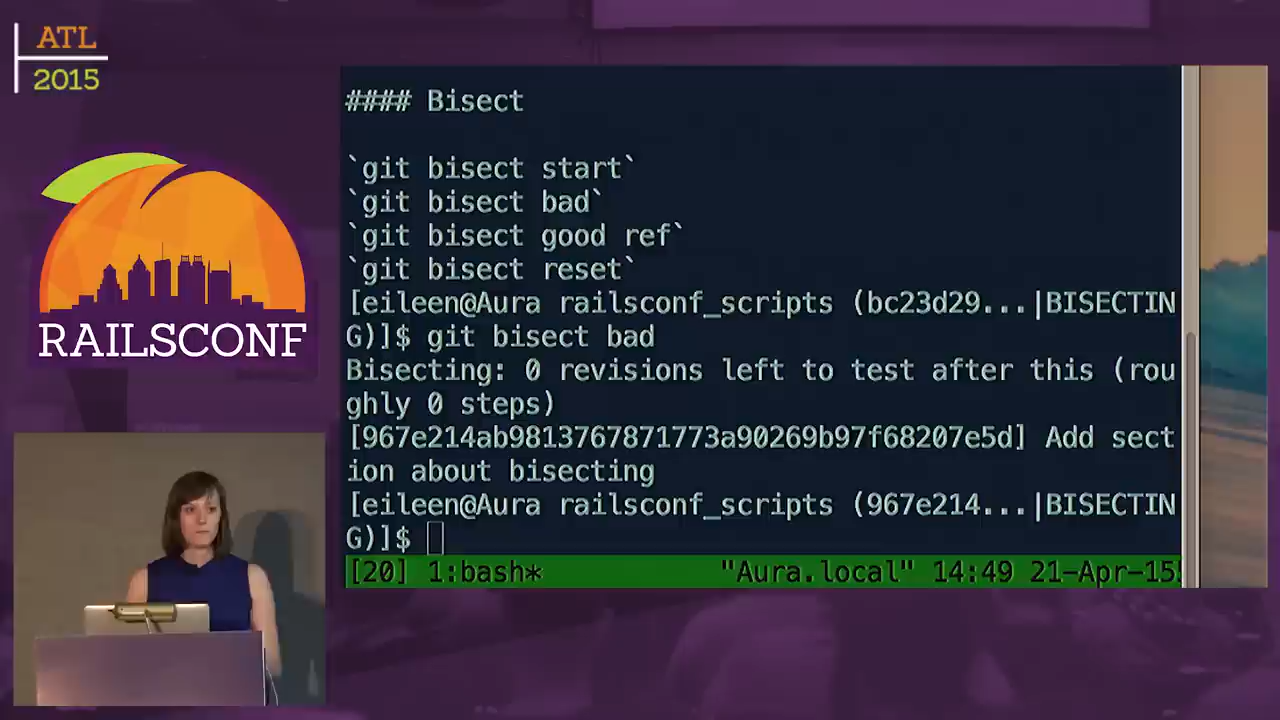 ATL
2015
RAILSCONF
#### Bisect
`git bisect start`
`git bisect bad`
`git bisect good ref`
`git bisect reset`
[eileen@Aura railsconf_scripts (bc23d29...|BISECTIN
G)]$ git bisect bad
Bisecting: 0 revisions left to test after this (rou
ghly 0 steps)
[967e214ab9813767871773a90269b97f68207e5d] Add sect
ion about bisecting
[eileen@Aura railsconf_scripts (967e214...|BISECTIN
G)]$
[20] 1:bash* "Aura.local" 14:49 21-Apr-15